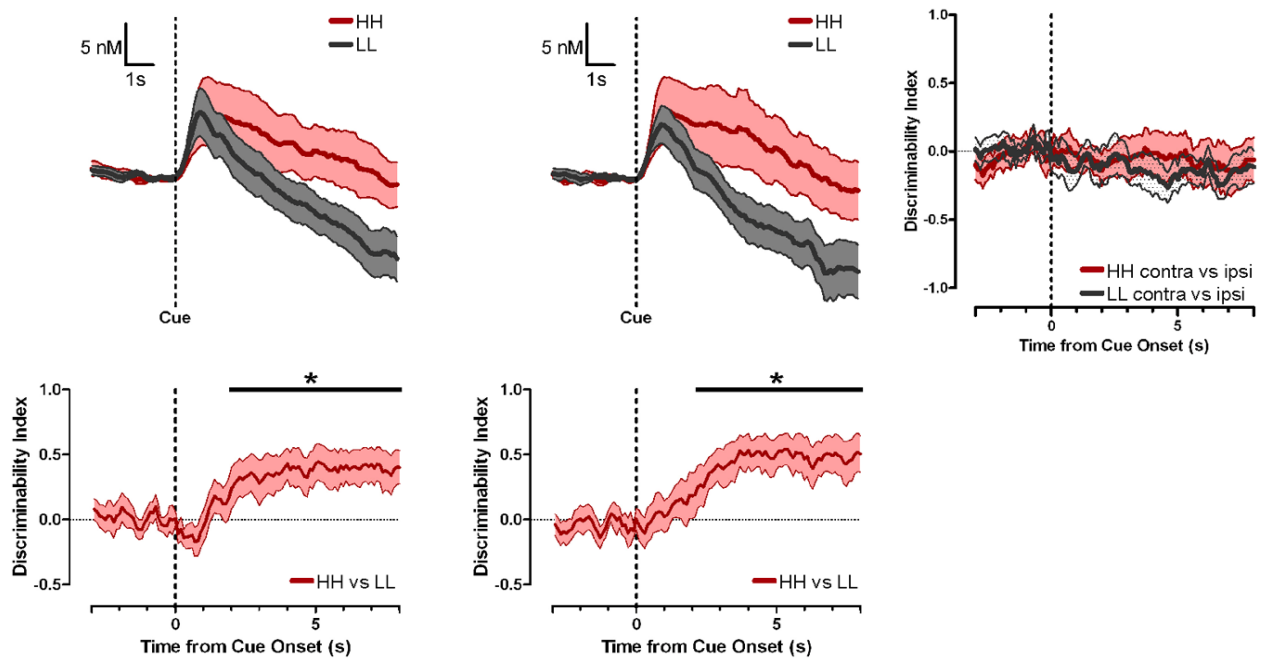 HH
LL
5 nM
1s
Cue
HH
LL
5 nM
1s
Cue
1.0
0.5
0.0
-0.5
-1.0
Discriminability Index
HH contra vs ipsi
LL contra vs ipsi
0 5
Time from Cue Onset (s)
*
1.0
0.5
0.0
-0.5
Discriminability Index
HH vs LL
0 5
Time from Cue Onset (s)
*
1.0
0.5
0.0
-0.5
Discriminability Index
HH vs LL
0 5
Time from Cue Onset (s)